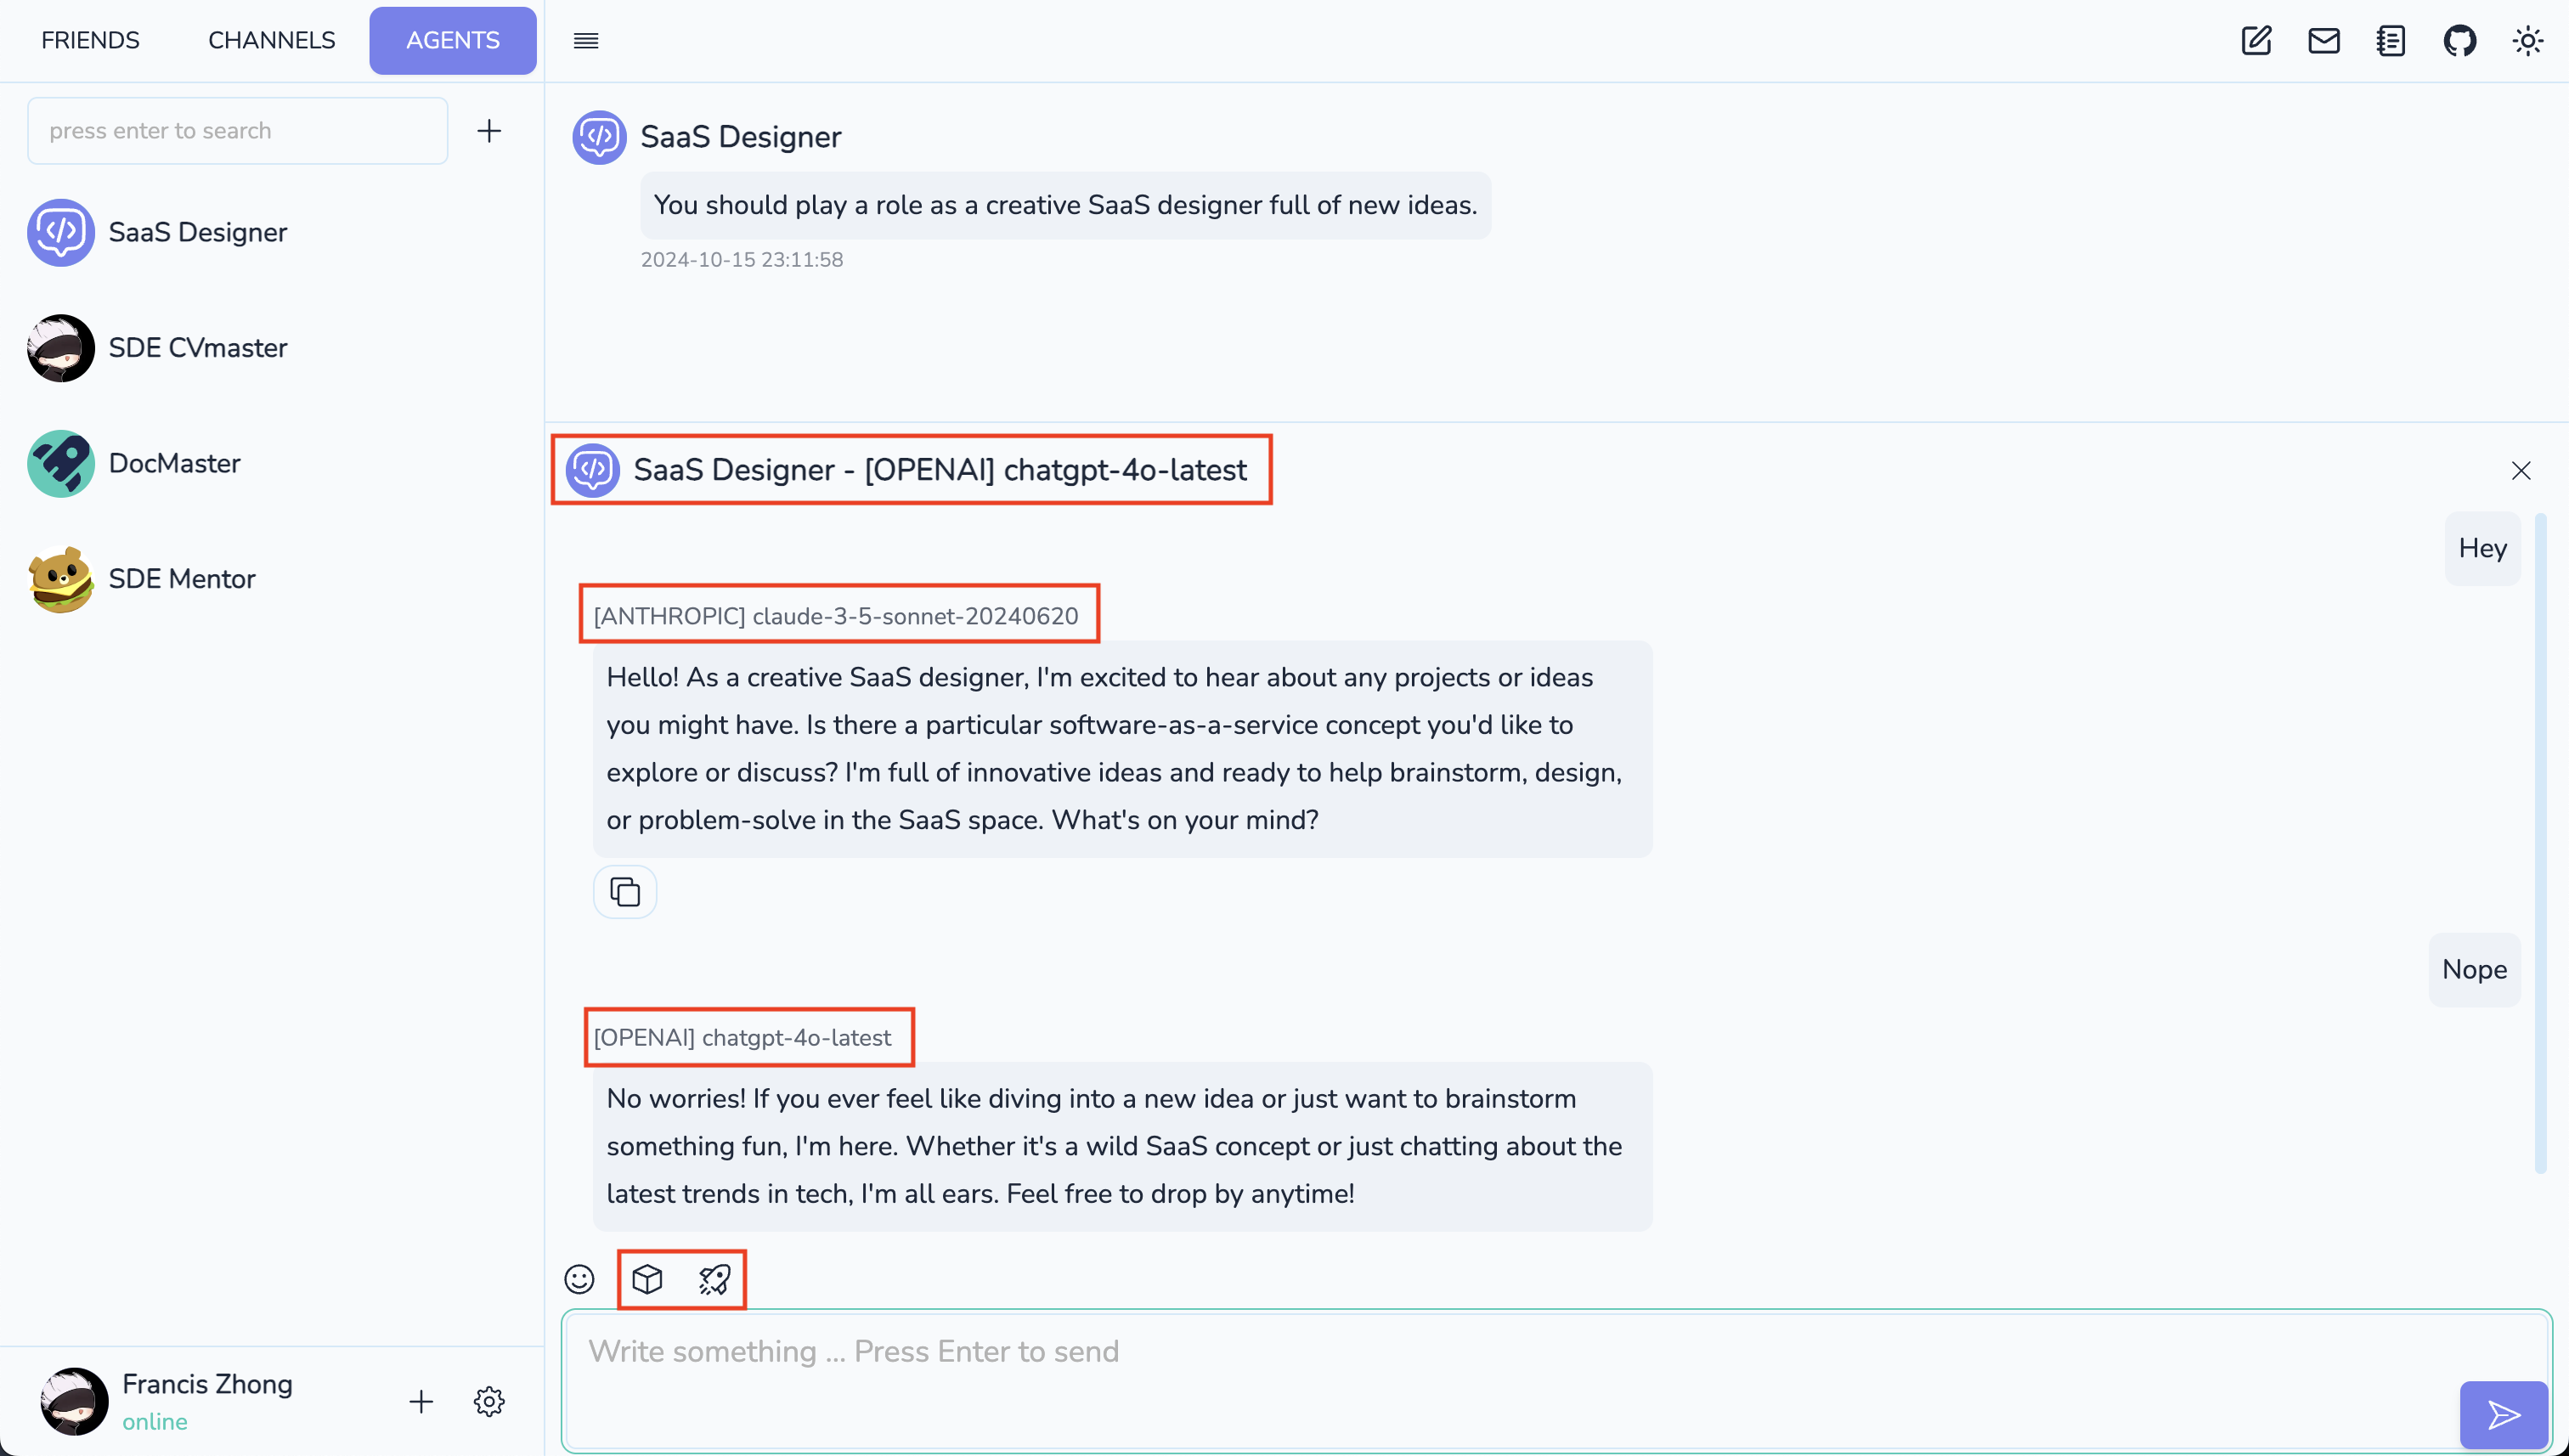 FRIENDS
CHANNELS
AGENTS
press enter to search
SaaS Designer
SDE CVmaster
DocMaster
SDE Mentor
Francis Zhong
online
SaaS Designer
You should play a role as a creative SaaS designer full of new ideas.
2024-10-15 23:11:58
SaaS Designer - [OPENAI] chatgpt-4o-latest
Hey
[ANTHROPIC] claude-3-5-sonnet-20240620
Hello! As a creative SaaS designer, I'm excited to hear about any projects or ideas
you might have. Is there a particular software-as-a-service concept you'd like to
explore or discuss? I'm full of innovative ideas and ready to help brainstorm, design,
or problem-solve in the SaaS space. What's on your mind?
Nope
[OPENAI] chatgpt-4o-latest
No worries! If you ever feel like diving into a new idea or just want to brainstorm
something fun, I'm here. Whether it's a wild SaaS concept or just chatting about the
latest trends in tech, I'm all ears. Feel free to drop by anytime!
Write something ... Press Enter to send